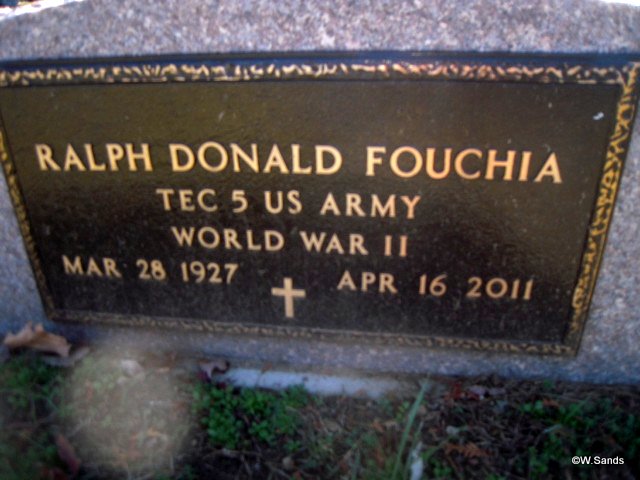 RALPH DONALD FOUCHIA
TEC 5 US ARMY
WORLD WAR II
MAR 28 1927 APR 16 2011
©W.Sands